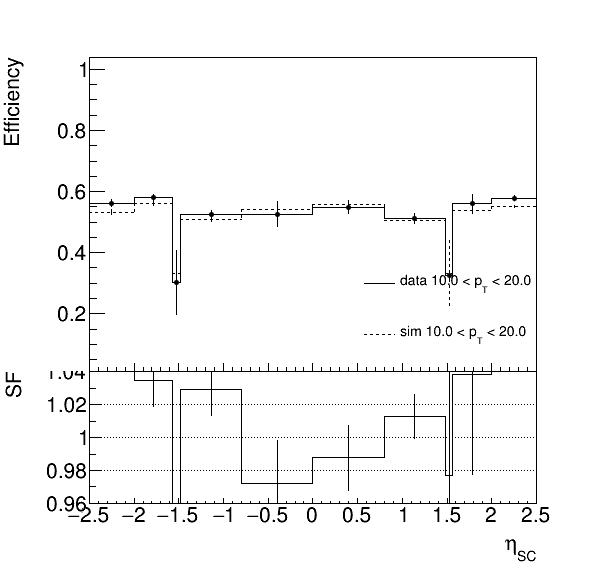 Efficiency
1
0.8
0.6
0.4
0.2
data 10.0 < p_T < 20.0
sim 10.0 < p_T < 20.0
SF
1.04
1.02
1
0.98
0.96
−2.5 −2 −1.5 −1 −0.5 0 0.5 1 1.5 2 2.5
η_SC